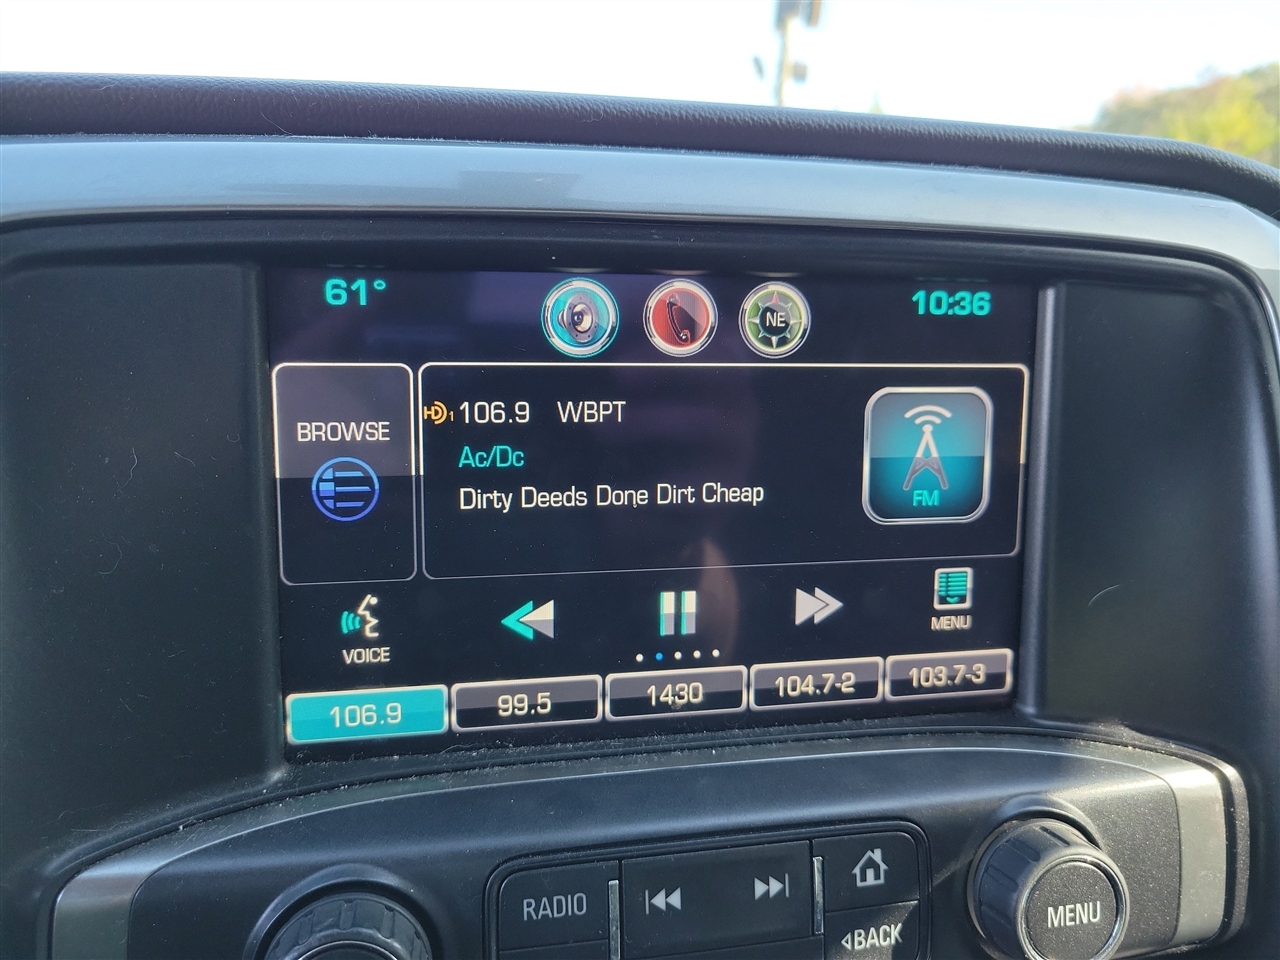 61°
NE
10:36
BROWSE
HD1 106.9 WBPT
Ac/Dc
Dirty Deeds Done Dirt Cheap
FM
VOICE
MENU
106.9
99.5
1430
104.7-2
103.7-3
RADIO
BACK
MENU